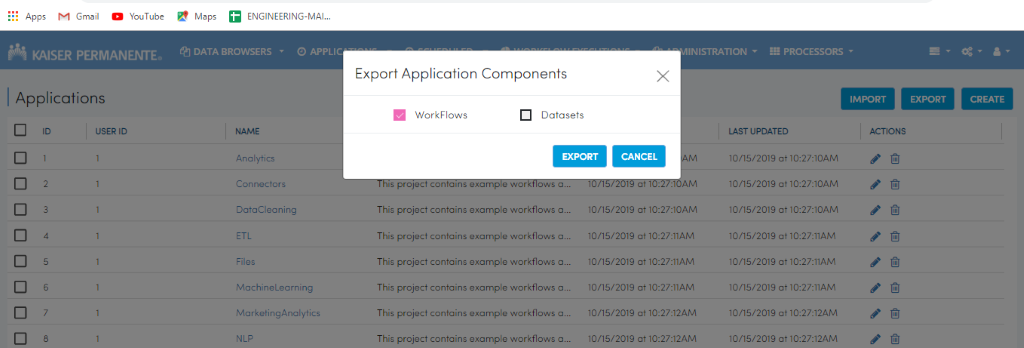 Apps Gmail YouTube Maps ENGINEERING-MAI...
KAISER PERMANENTE® DATA BROWSERS APPLICATIONS SCHEDULED WORKFLOW EXECUTIONS ADMINISTRATION PROCESSORS
Export Application Components
WorkFlows Datasets
EXPORT CANCEL
Applications IMPORT EXPORT CREATE
ID USER ID NAME LAST UPDATED ACTIONS
1 1 Analytics AM 10/15/2019 at 10:27:10AM
2 1 Connectors This project contains example workflows a... 10/15/2019 at 10:27:10AM 10/15/2019 at 10:27:10AM
3 1 DataCleaning This project contains example workflows a... 10/15/2019 at 10:27:10AM 10/15/2019 at 10:27:10AM
4 1 ETL This project contains example workflows a... 10/15/2019 at 10:27:11AM 10/15/2019 at 10:27:11AM
5 1 Files This project contains example workflows a... 10/15/2019 at 10:27:11AM 10/15/2019 at 10:27:11AM
6 1 MachineLearning This project contains example workflows a... 10/15/2019 at 10:27:11AM 10/15/2019 at 10:27:11AM
7 1 MarketingAnalytics This project contains example workflows a... 10/15/2019 at 10:27:12AM 10/15/2019 at 10:27:12AM
8 1 NLP This project contains example workflows a... 10/15/2019 at 10:27:12AM 10/15/2019 at 10:27:12AM